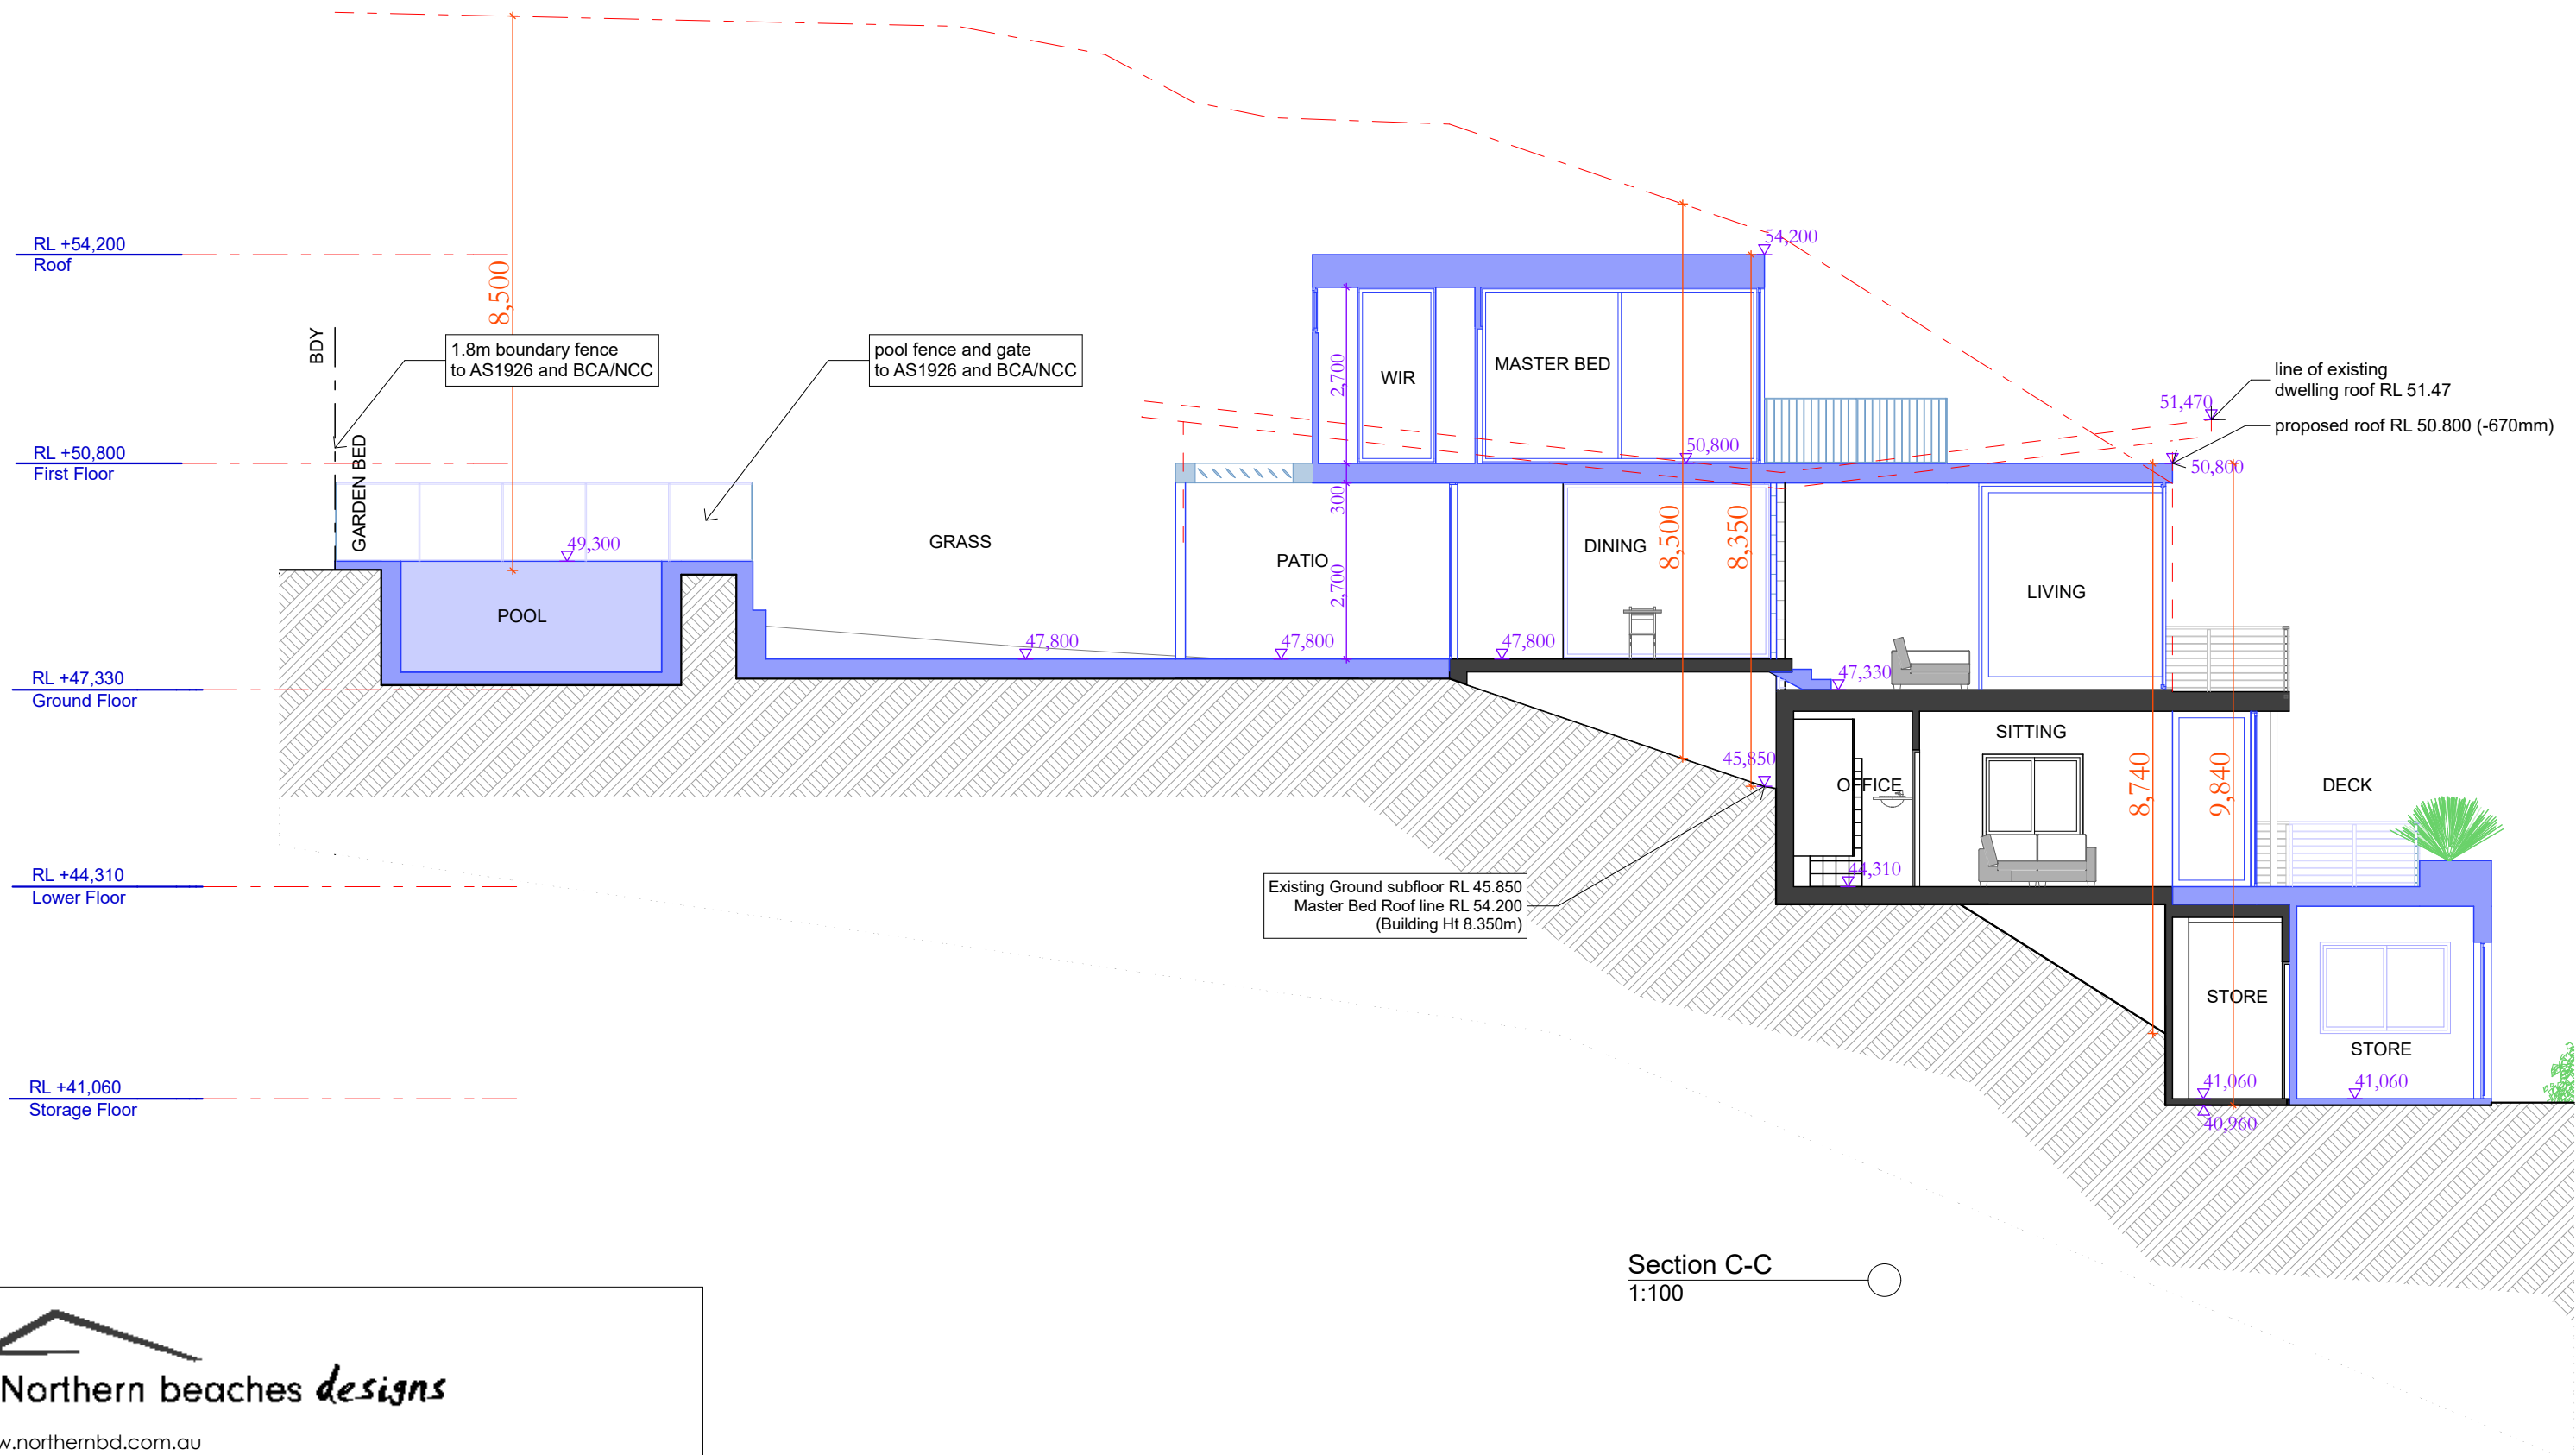 RL +54,200
Roof
8,500
54,200
BDY
1.8m boundary fence
to AS1926 and BCA/NCC
pool fence and gate
to AS1926 and BCA/NCC
2,700
WIR
MASTER BED
line of existing
dwelling roof RL 51.47
51,470
proposed roof RL 50.800 (-670mm)
RL +50,800
First Floor
50,800
50,800
GARDEN BED
300
49,300
GRASS
PATIO
DINING
8,500
8,350
LIVING
2,700
POOL
47,800
47,800
47,800
47,330
RL +47,330
Ground Floor
SITTING
45,850
OFFICE
8,740
9,840
DECK
RL +44,310
Lower Floor
44,310
Existing Ground subfloor RL 45.850
Master Bed Roof line RL 54.200
(Building Ht 8.350m)
STORE
STORE
RL +41,060
Storage Floor
41,060
41,060
40,960
Section C-C
1:100
Northern beaches designs
w.northernbd.com.au